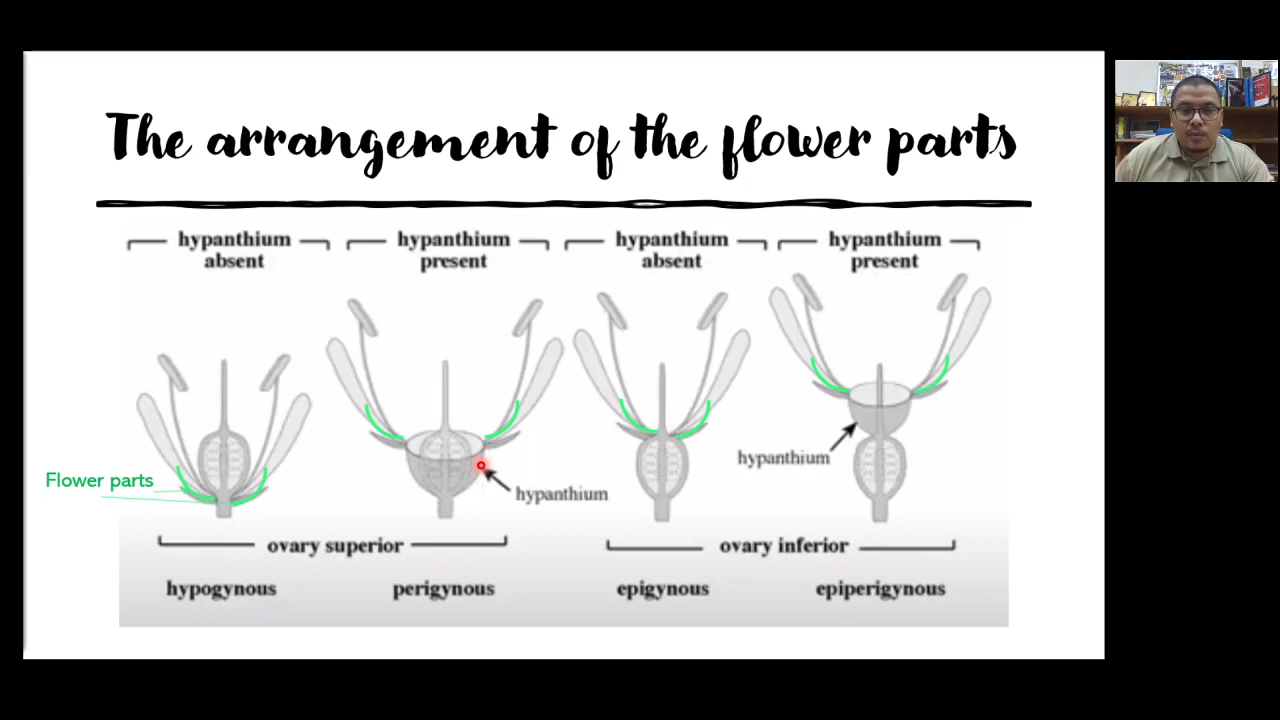 The arrangement of the flower parts
hypanthium absent
hypanthium present
hypanthium absent
hypanthium present
Flower parts
hypanthium
hypanthium
ovary superior
ovary inferior
hypogynous
perigynous
epigynous
epiperigynous